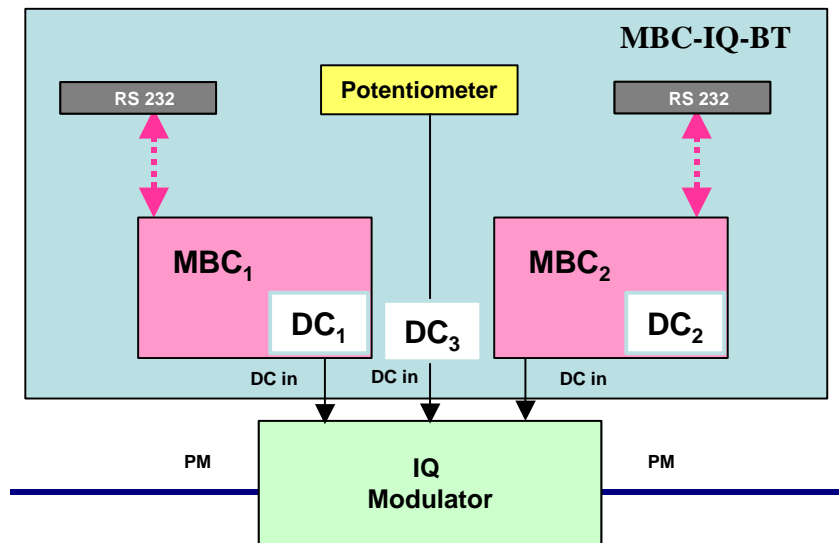 MBC-IQ-BT
RS 232
Potentiometer
RS 232
MBC₁
MBC₂
DC₁
DC₃
DC₂
DC in
DC in
DC in
PM
IQ
Modulator
PM